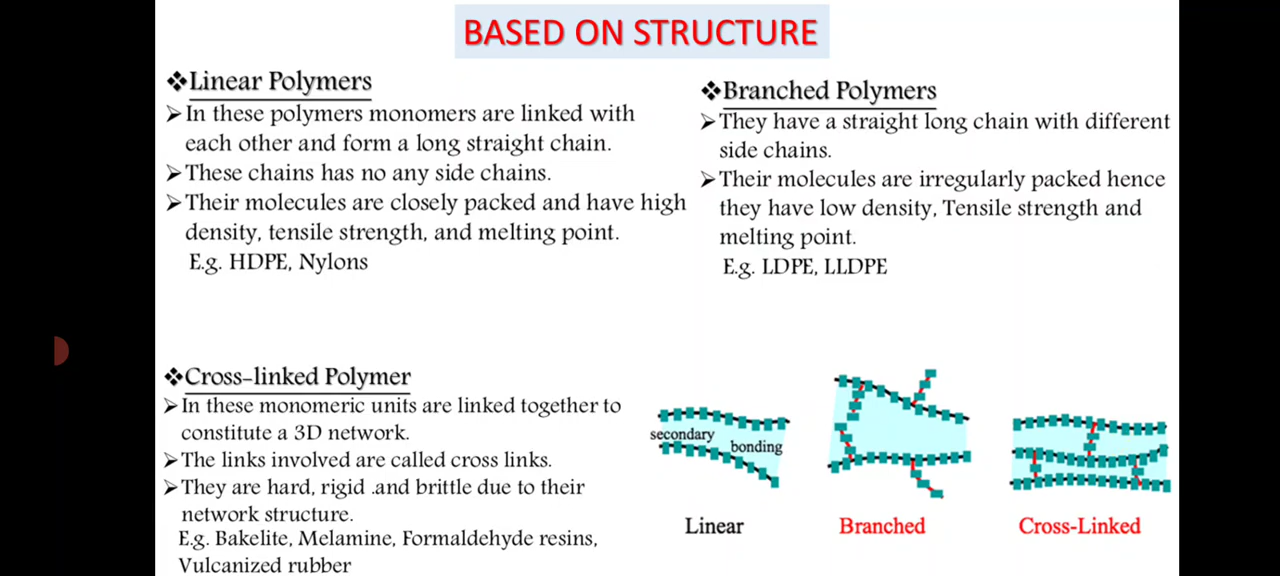 BASED ON STRUCTURE
❖Linear Polymers
➢In these polymers monomers are linked with
each other and form a long straight chain.
➢These chains has no any side chains.
➢Their molecules are closely packed and have high
density, tensile strength, and melting point.
E.g. HDPE, Nylons
❖Branched Polymers
➢They have a straight long chain with different
side chains.
➢Their molecules are irregularly packed hence
they have low density, Tensile strength and
melting point.
E.g. LDPE, LLDPE
❖Cross-linked Polymer
➢In these monomeric units are linked together to
constitute a 3D network.
➢The links involved are called cross links.
➢They are hard, rigid .and brittle due to their
network structure.
E.g. Bakelite, Melamine, Formaldehyde resins,
Vulcanized rubber
secondary
bonding
Linear
Branched
Cross-Linked